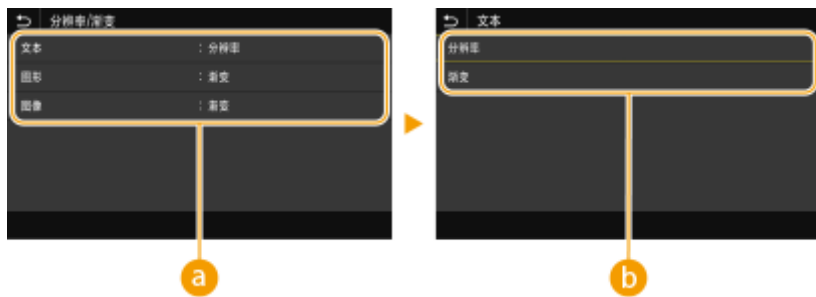 分辨率/渐变
文本 : 分辨率
图形 : 渐变
图像 : 渐变
a
文本
分辨率
渐变
b